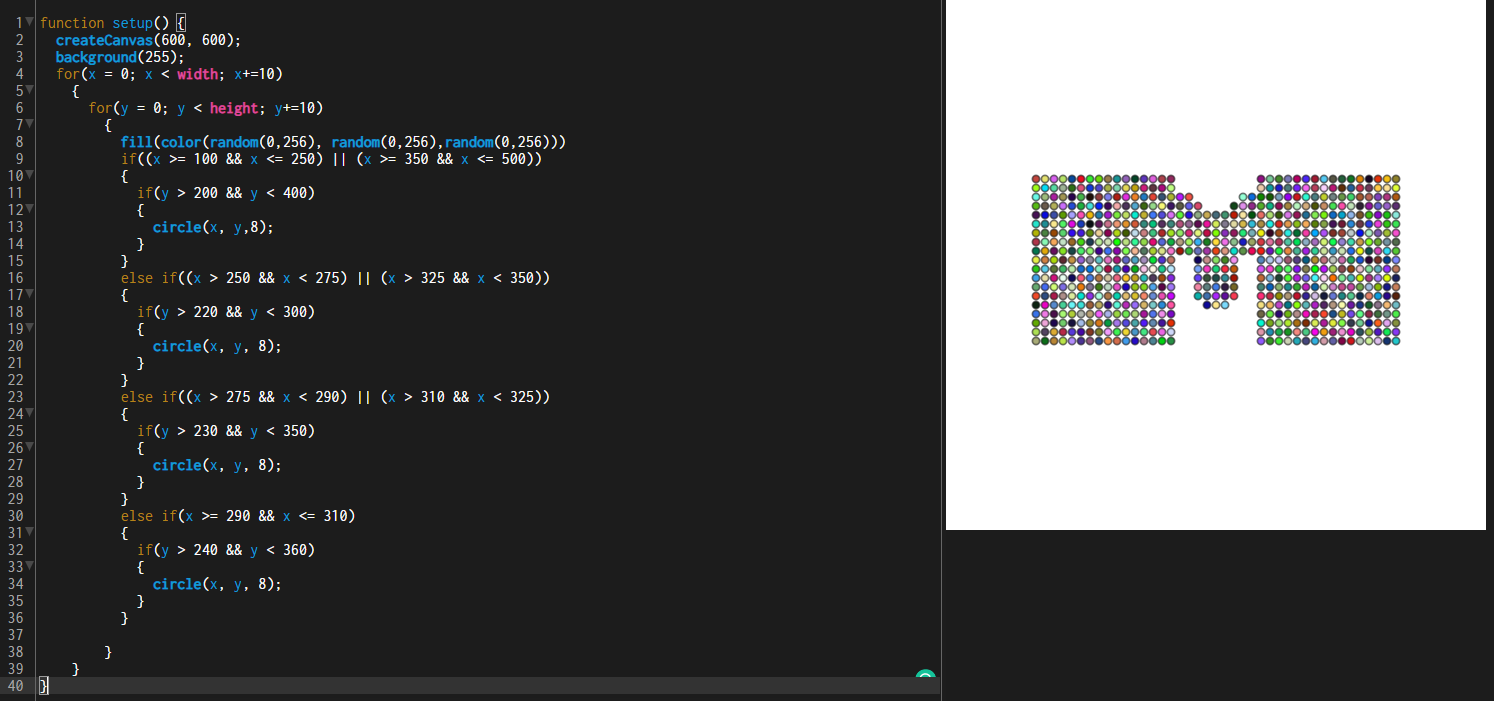 1 function setup() {
2 createCanvas(600, 600);
3 background(255);
4 for(x = 0; x < width; x+=10)
5 {
6 for(y = 0; y < height; y+=10)
7 {
8 fill(color(random(0,256), random(0,256),random(0,256)))
9 if((x >= 100 && x <= 250) || (x >= 350 && x <= 500))
10 {
11 if(y > 200 && y < 400)
12 {
13 circle(x, y,8);
14 }
15 }
16 else if((x > 250 && x < 275) || (x > 325 && x < 350))
17 {
18 if(y > 220 && y < 300)
19 {
20 circle(x, y, 8);
21 }
22 }
23 else if((x > 275 && x < 290) || (x > 310 && x < 325))
24 {
25 if(y > 230 && y < 350)
26 {
27 circle(x, y, 8);
28 }
29 }
30 else if(x >= 290 && x <= 310)
31 {
32 if(y > 240 && y < 360)
33 {
34 circle(x, y, 8);
35 }
36 }
37
38 }
39 }
40 }
M